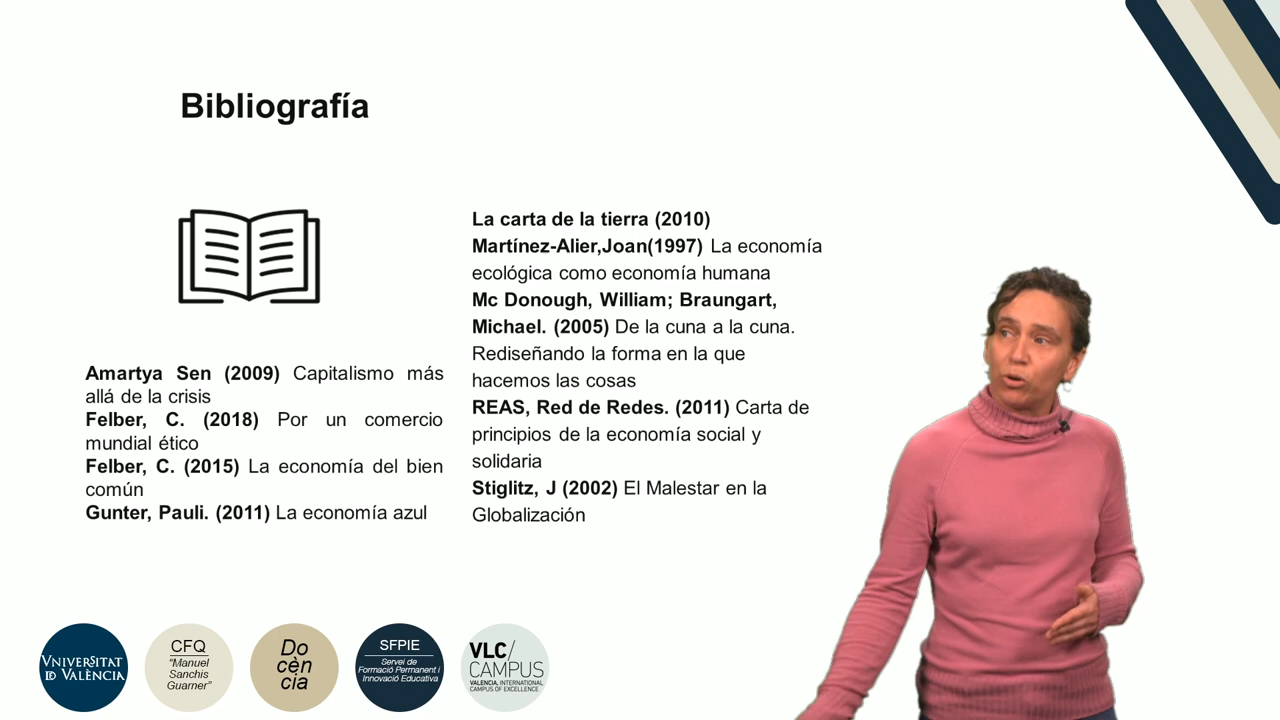 Bibliografía
Amartya Sen (2009) Capitalismo más
allá de la crisis
Felber, C. (2018) Por un comercio
mundial ético
Felber, C. (2015) La economía del bien
común
Gunter, Pauli. (2011) La economía azul
La carta de la tierra (2010)
Martínez-Alier,Joan(1997) La economía
ecológica como economía humana
Mc Donough, William; Braungart,
Michael. (2005) De la cuna a la cuna.
Rediseñando la forma en la que
hacemos las cosas
REAS, Red de Redes. (2011) Carta de
principios de la economía social y
solidaria
Stiglitz, J (2002) El Malestar en la
Globalización
VNIVERSITAT
ID VALÈNCIA
CFQ
“Manuel
Sanchis
Guarner”
Do
cèn
cia
SFPIE
Servei de
Formació Permanent i
Innovació Educativa
VLC/
CAMPUS
VALENCIA, INTERNATIONAL
CAMPUS OF EXCELLENCE